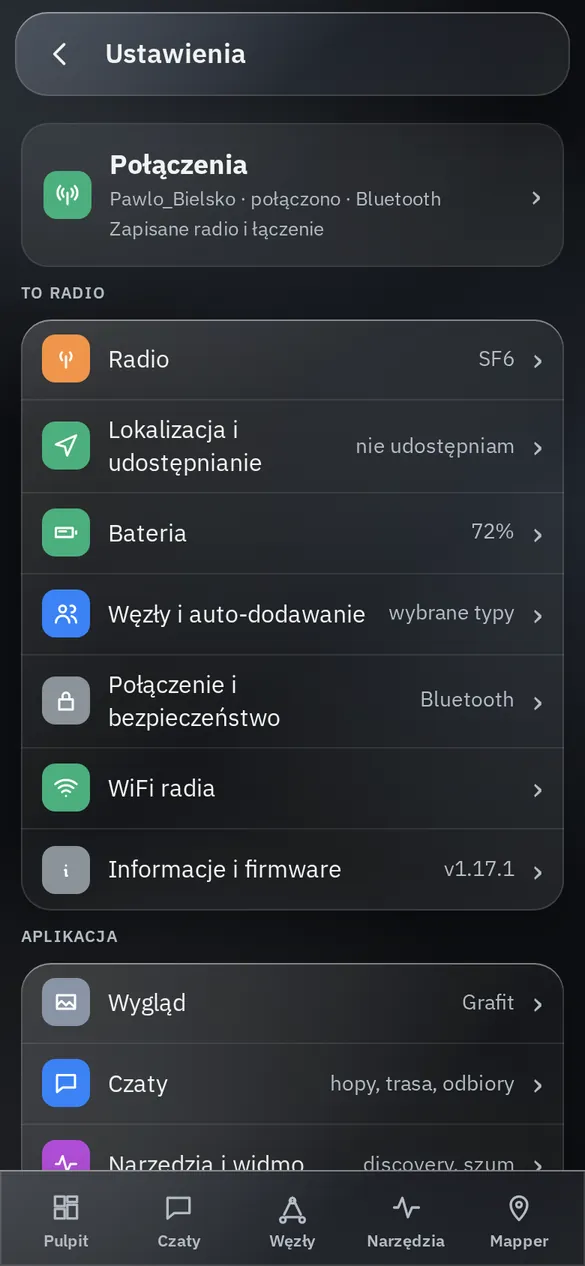 Ustawienia
Połączenia
Pawlo_Bielsko · połączono · Bluetooth
Zapisane radio i łączenie
TO RADIO
Radio SF6
Lokalizacja i
udostępnianie nie udostępniam
Bateria 72%
Węzły i auto-dodawanie wybrane typy
Połączenie i
bezpieczeństwo Bluetooth
WiFi radia
Informacje i firmware v1.17.1
APLIKACJA
Wygląd Grafit
Czaty hopy, trasa, odbiory
Narzędzia i widmo discovery, szum
Pulpit Czaty Węzły Narzędzia Mapper